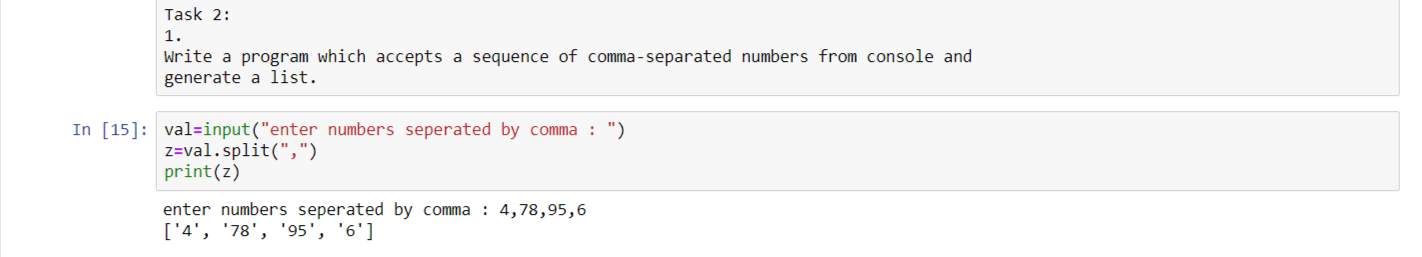 Task 2:
1.
Write a program which accepts a sequence of comma-separated numbers from console and
generate a list.
In [15]: val=input("enter numbers seperated by comma : ")
z=val.split(",")
print(z)
enter numbers seperated by comma : 4,78,95,6
['4', '78', '95', '6']